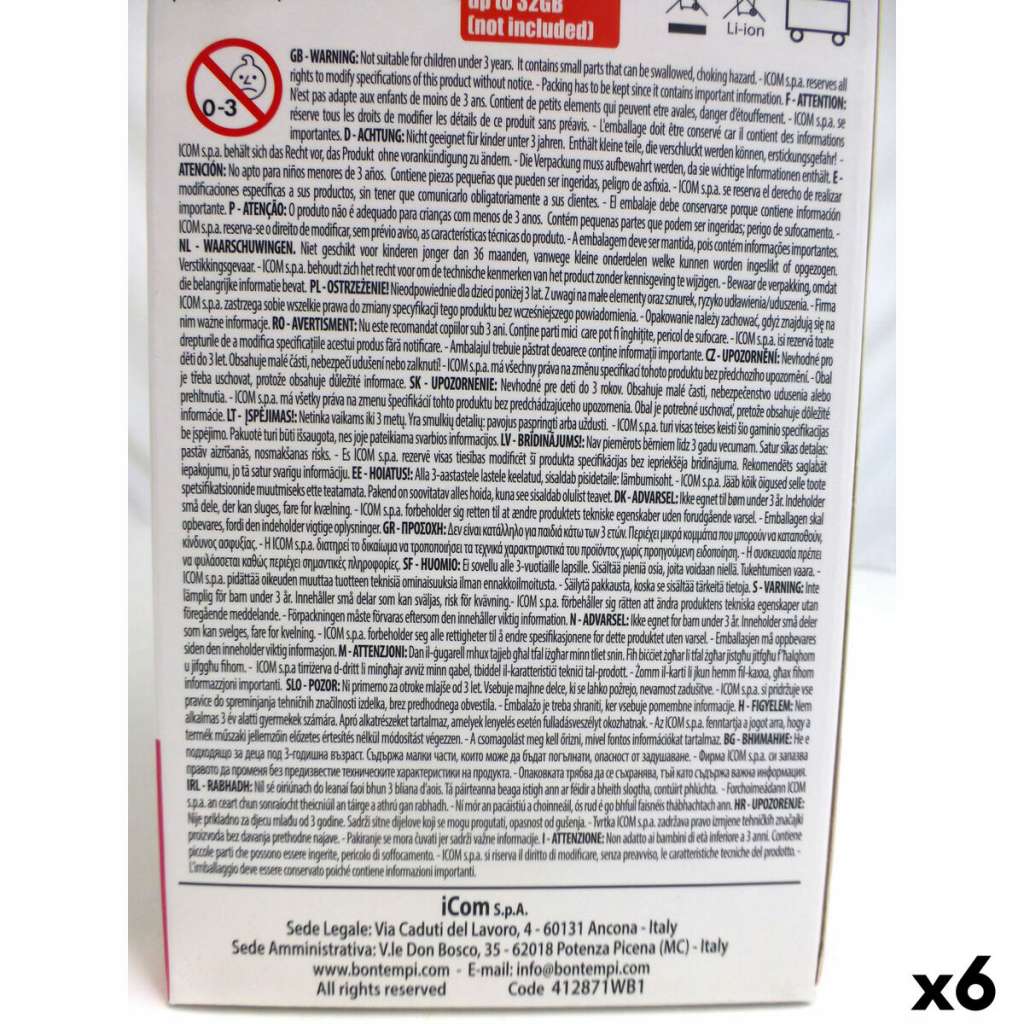 up to 32GB
(not included)
Li-ion
0-3
GB - WARNING: Not suitable for children under 3 years. It contains small parts that can be swallowed, choking hazard. - ICOM s.p.a. reserves all
rights to modify specifications of this product without notice. - Packing has to be kept since it contains important information. F - ATTENTION:
N'est pas adapte aux enfants de moins de 3 ans. Contient de petits elements qui peuvent etre avales, danger d'étouffement. - ICOM s.p.a. se
réserve tous les droits de modifier les détails de ce produit sans préavis. - L'emballage doit être conservé car il contient des informations
importantes. D - ACHTUNG: Nicht geeignet für kinder unter 3 jahren. Enthält kleine teile, die verschluckt werden können, erstickungsgefahr! -
ICOM s.p.a. behält sich das Recht vor, das Produkt ohne vorankündigung zu ändern. - Die Verpackung muss aufbewahrt werden, da sie wichtige Informationen enthält. E -
ATENCIÓN: No apto para niños menores de 3 años. Contiene piezas pequeñas que pueden ser ingeridas, peligro de asfixia. - ICOM s.p.a. se reserva el derecho de realizar
modificaciones específicas a sus productos, sin tener que comunicarlo obligatoriamente a sus clientes. - El embalaje debe conservarse porque contiene información
importante. P - ATENÇÃO: O produto não é adequado para crianças com menos de 3 anos. Contém pequenas partes que podem ser ingeridas; perigo de sufocamento. -
ICOM s.p.a. reserva-se o direito de modificar, sem prévio aviso, as características técnicas do produto. - A embalagem deve ser mantida, pois contém informações importantes.
NL - WAARSCHUWINGEN. Niet geschikt voor kinderen jonger dan 36 maanden, vanwege kleine onderdelen welke kunnen worden ingeslikt of opgezogen.
Verstikkingsgevaar. - ICOM s.p.a. behoudt zich het recht voor om de technische kenmerken van het product zonder kennisgeving te wijzigen. - Bewaar de verpakking, omdat
die belangrijke informatie bevat. PL - OSTRZEŻENIE! Nieodpowiednie dla dzieci poniżej 3 lat. Z uwagi na małe elementy oraz sznurek, ryzyko udławienia/uduszenia. - Firma
ICOM s.p.a. zastrzega sobie wszelkie prawa do zmiany specyfikacji tego produktu bez wcześniejszego powiadomienia. - Opakowanie należy zachować, gdyż znajdują się na
nim ważne informacje. RO - AVERTISMENT: Nu este recomandat copiilor sub 3 ani. Conține parti mici care pot fi înghițite, pericol de sufocare. - ICOM s.p.a. isi rezervă toate
drepturile de a modifica specificațiile acestui produs fără notificare. - Ambalajul trebuie păstrat deoarece conține informații importante. CZ - UPOZORNĚNÍ: Nevhodné pro
děti do 3 let. Obsahuje malé části, nebezpečí udušení nebo zalknutí! - ICOM s.p.a. má všechny práva na změnu specifikací tohoto produktu bez předchozího upozornění. - Obal
je třeba uschovat, protože obsahuje důležité informace. SK - UPOZORNENIE: Nevhodné pre deti do 3 rokov. Obsahuje malé časti, nebezpečenstvo udusenia alebo
prehltnutia. - ICOM s.p.a. má všetky práva na zmenu špecifikácií tohto produktu bez predchádzajúceho upozornenia. Obal je potrebné uschovať, pretože obsahuje dôležité
informácie. LT - ĮSPĖJIMAS!: Netinka vaikams iki 3 metų. Yra smulkių detalių: pavojus paspringti arba uždusti. - ICOM s.p.a. turi visas teises keisti šio gaminio specifikacijas
be įspėjimo. Pakuotė turi būti išsaugota, nes joje pateikiama svarbios informacijos. LV - BRĪDINĀJUMS!: Nav piemērots bērniem līdz 3 gadu vecumam. Satur sīkas detaļas:
pastāv aizrīšanās, nosmakšanas risks. - Es ICOM s.p.a. rezervē visas tiesības modificēt šī produkta specifikācijas bez iepriekšēja brīdinājuma. Rekomendēts saglabāt
iepakojumu, jo tā satur svarīgu informāciju. EE - HOIATUS!: Alla 3-aastastele lastele keelatud, sisaldab pisidetaile: lämbumisoht. - ICOM s.p.a. Jääb kõik õigused selle toote
spetsifikatsioonide muutmiseks ette teatamata. Pakend on soovitatav alles hoida, kuna see sisaldab olulist teavet. DK - ADVARSEL: Ikke egnet til børn under 3 år. Indeholder
små dele, der kan sluges, fare for kvælning. - ICOM s.p.a. forbeholder sig retten til at ændre produktets tekniske egenskaber uden forudgående varsel. - Emballagen skal
opbevares, fordi den indeholder vigtige oplysninger. GR - ΠΡΟΣΟΧΗ: Δεν είναι κατάλληλο για παιδιά κάτω των 3 ετών. Περιέχει μικρά κομμάτια που μπορούν να καταποθούν,
κίνδυνος ασφυξίας. - Η ICOM s.p.a. διατηρεί το δικαίωμα να τροποποιήσει τα τεχνικά χαρακτηριστικά του προϊόντος χωρίς προηγούμενη ειδοποίηση. - Η συσκευασία πρέπει
να φυλάσσεται καθώς περιέχει σημαντικές πληροφορίες. SF - HUOMIO: Ei sovellu alle 3-vuotiaille lapsille. Sisältää pieniä osia, joita voidaan niellä. Tukehtumisen vaara. -
ICOM s.p.a. pidättää oikeuden muuttaa tuotteen teknisiä ominaisuuksia ilman ennakkoilmoitusta. - Säilytä pakkausta, koska se sisältää tärkeitä tietoja. S - VARNING: Inte
lämplig för barn under 3 år. Innehåller små delar som kan sväljas, risk för kvävning.- ICOM s.p.a. förbehåller sig rätten att ändra produktens tekniska egenskaper utan
föregående meddelande. - Förpackningen måste förvaras eftersom den innehåller viktig information. N - ADVARSEL: Ikke egnet for barn under 3 år. Inneholder små deler
som kan svelges, fare for kvelning. - ICOM s.p.a. forbeholder seg alle rettigheter til å endre spesifikasjonene for dette produktet uten varsel. - Emballasjen må oppbevares
siden den inneholder viktig informasjon. M - ATTENZJONI: Dan il-ġugarell mhux tajjeb għal tfal iżgħar minn tliet snin. Fih biċċiet żgħar li tfal żgħar jistgħu jitfgħu f'ħalqhom
u jifgghu fihom. - ICOM s.p.a tirriżerva d-dritt li mingħajr avviż minn qabel, tbiddel il-karatteristiċi tekniċi tal-prodott. - Żomm il-karti li jkun hemm fil-kaxxa, għax fihom
informazzjoni importanti. SLO - POZOR: Ni primerno za otroke mlajše od 3 let. Vsebuje majhne delce, ki se lahko požrejo, nevarnost zadušitve. - ICOM s.p.a. si pridržuje vse
pravice do spreminjanja tehničnih značilnosti izdelka, brez predhodnega obvestila. - Embalažo je treba shraniti, ker vsebuje pomembne informacije. H - FIGYELEM: Nem
alkalmas 3 év alatti gyermekek számára. Apró alkatrészeket tartalmaz, amelyek lenyelés esetén fulladásveszélyt okozhatnak. - Az ICOM s.p.a. fenntartja a jogot arra, hogy a
termék műszaki jellemzőin előzetes értesítés nélkül módosítást végezzen. - A csomagolást meg kell őrizni, mivel fontos információkat tartalmaz. BG - ВНИМАНИЕ: Не е
подходящо за деца под 3-годишна възраст. Съдържа малки части, които може да бъдат погълнати, опасност от задушаване. - Фирма ICOM s.p.a. си запазва
правото да променя без предизвестие техническите характеристики на продукта. - Опаковката трябва да се съхранява, тъй като съдържа важна информация.
IRL - RABHADH: Níl sé oiriúnach do leanaí faoi bhun 3 bliana d'aois. Tá páirteanna beaga istigh ann ar féidir a bheith slogtha, contúirt phlúchta. - Forchoimeádann ICOM
s.p.a. an ceart chun sonraíocht theicniúil an táirge a athrú gan rabhadh. - Ní mór an pacáistiú a choinneáil, ós rud é go bhfuil faisnéis thábhachtach ann. HR - UPOZORENJE:
Nije prikladno za djecu mlađu od 3 godine. Sadrži sitne dijelove koji se mogu progutati, opasnost od gušenja. - Tvrtka ICOM s.p.a. zadržava pravo izmjene tehničkih značajki
proizvoda bez davanja prethodne najave. - Pakiranje se mora čuvati jer sadrži važne informacije. I - ATTENZIONE: Non adatto ai bambini di età inferiore a 3 anni. Contiene
piccole parti che possono essere ingerite, pericolo di soffocamento. - ICOM s.p.a. si riserva il diritto di modificare, senza preavviso, le caratteristiche tecniche del prodotto. -
L'imballaggio deve essere conservato poiché contiene informazioni importanti.
iCom S.p.A.
Sede Legale: Via Caduti del Lavoro, 4 - 60131 Ancona - Italy
Sede Amministrativa: V.le Don Bosco, 35 - 62018 Potenza Picena (MC) - Italy
www.bontempi.com - E-mail: info@bontempi.com
All rights reserved Code 412871WB1
x6